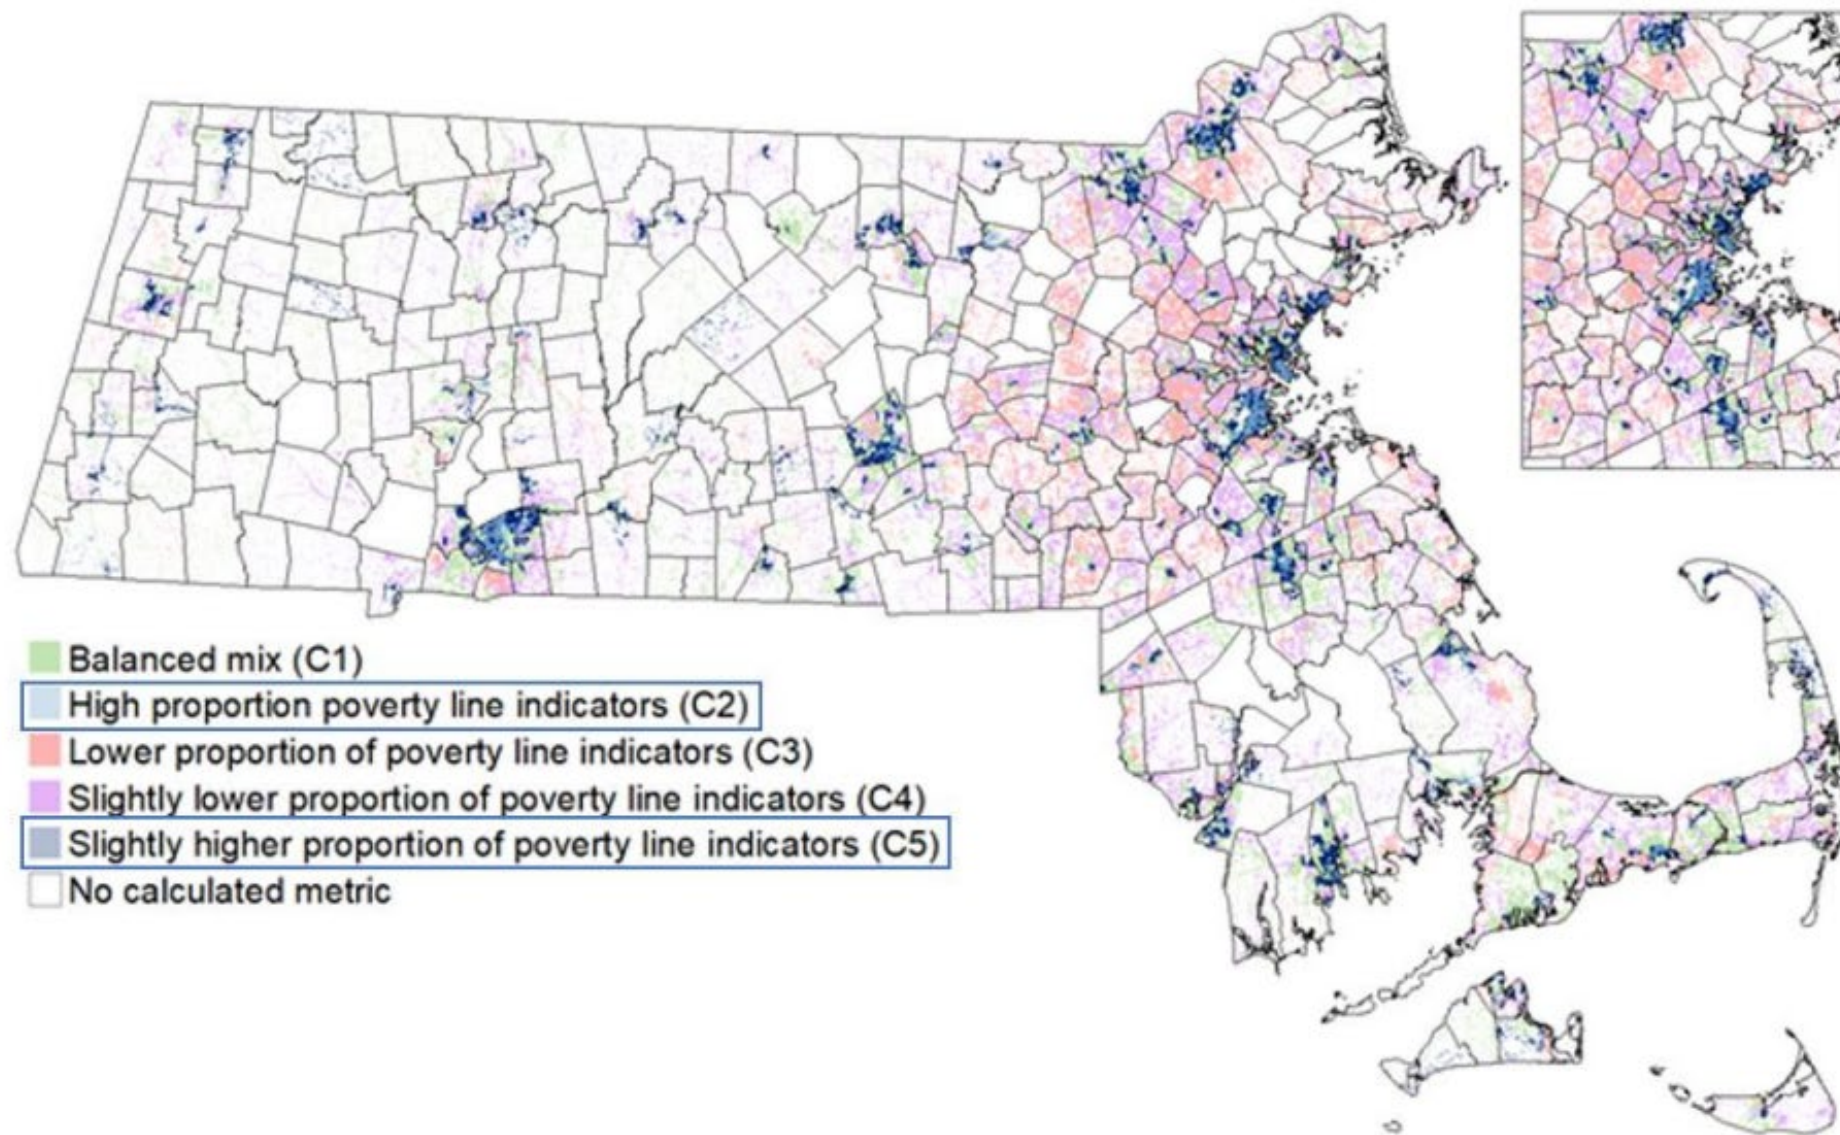 Balanced mix (C1)
High proportion poverty line indicators (C2)
Lower proportion of poverty line indicators (C3)
Slightly lower proportion of poverty line indicators (C4)
Slightly higher proportion of poverty line indicators (C5)
No calculated metric